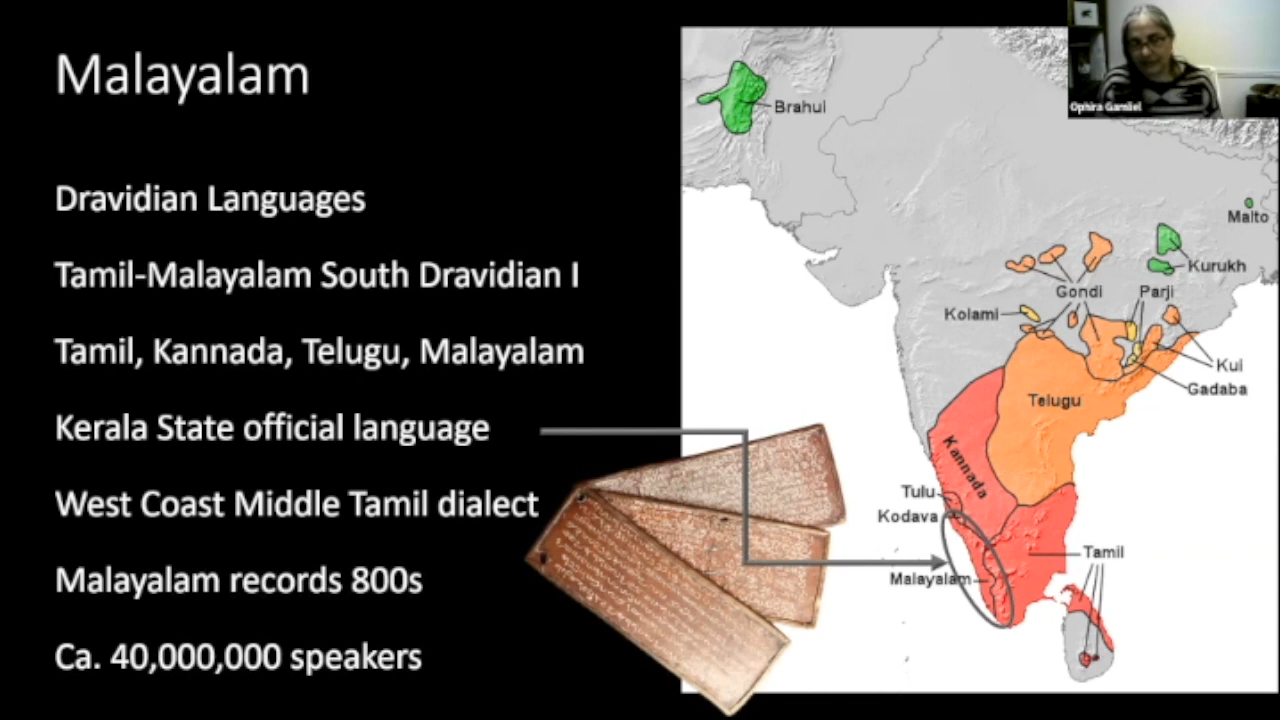 Malayalam
Dravidian Languages
Tamil-Malayalam South Dravidian I
Tamil, Kannada, Telugu, Malayalam
Kerala State official language
West Coast Middle Tamil dialect
Malayalam records 800s
Ca. 40,000,000 speakers
Ophira Gamliel
Brahui
Malto
Kurukh
Gondi
Parji
Kolami
Kui
Gadaba
Telugu
Kannada
Tulu
Kodava
Tamil
Malayalam